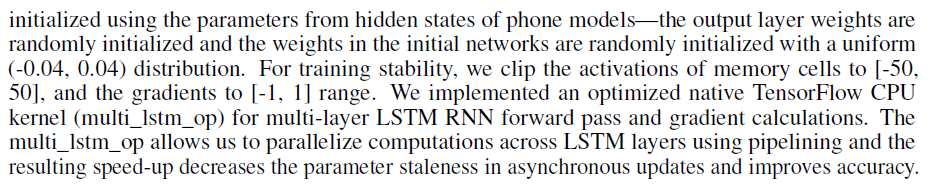 initialized using the parameters from hidden states of phone models—the output layer weights are
randomly initialized and the weights in the initial networks are randomly initialized with a uniform
(-0.04, 0.04) distribution. For training stability, we clip the activations of memory cells to [-50,
50], and the gradients to [-1, 1] range. We implemented an optimized native TensorFlow CPU
kernel (multi_lstm_op) for multi-layer LSTM RNN forward pass and gradient calculations. The
multi_lstm_op allows us to parallelize computations across LSTM layers using pipelining and the
resulting speed-up decreases the parameter staleness in asynchronous updates and improves accuracy.